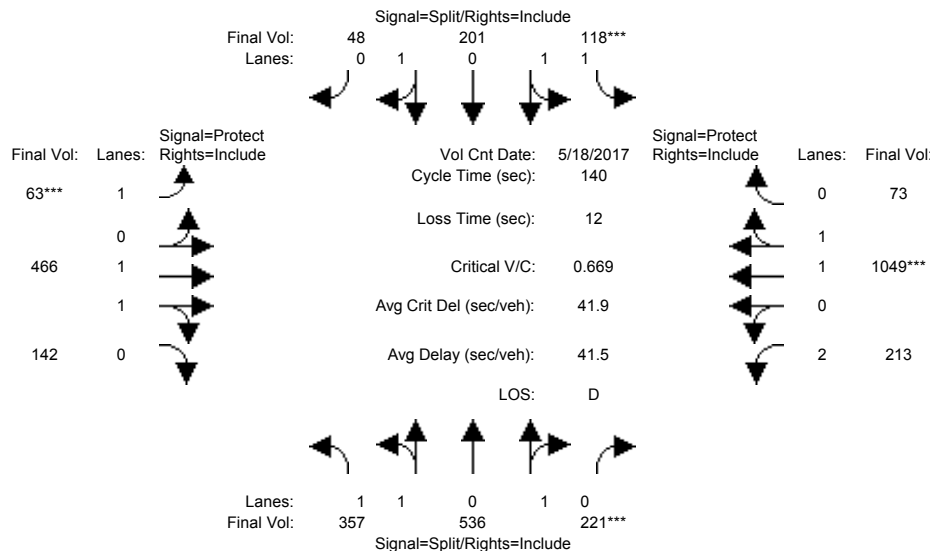 Signal=Split/Rights=Include
Final Vol: 48 201 118***
Lanes: 0 1 0 1 1
Signal=Protect Signal=Protect
Final Vol: Lanes: Rights=Include Vol Cnt Date: 5/18/2017 Rights=Include Lanes: Final Vol:
Cycle Time (sec): 140
63*** 1 0 73
Loss Time (sec): 12
0 1
466 1 Critical V/C: 0.669 1 1049***
1 Avg Crit Del (sec/veh): 41.9 0
142 0 Avg Delay (sec/veh): 41.5 2 213
LOS: D
Lanes: 1 1 0 1 0
Final Vol: 357 536 221***
Signal=Split/Rights=Include